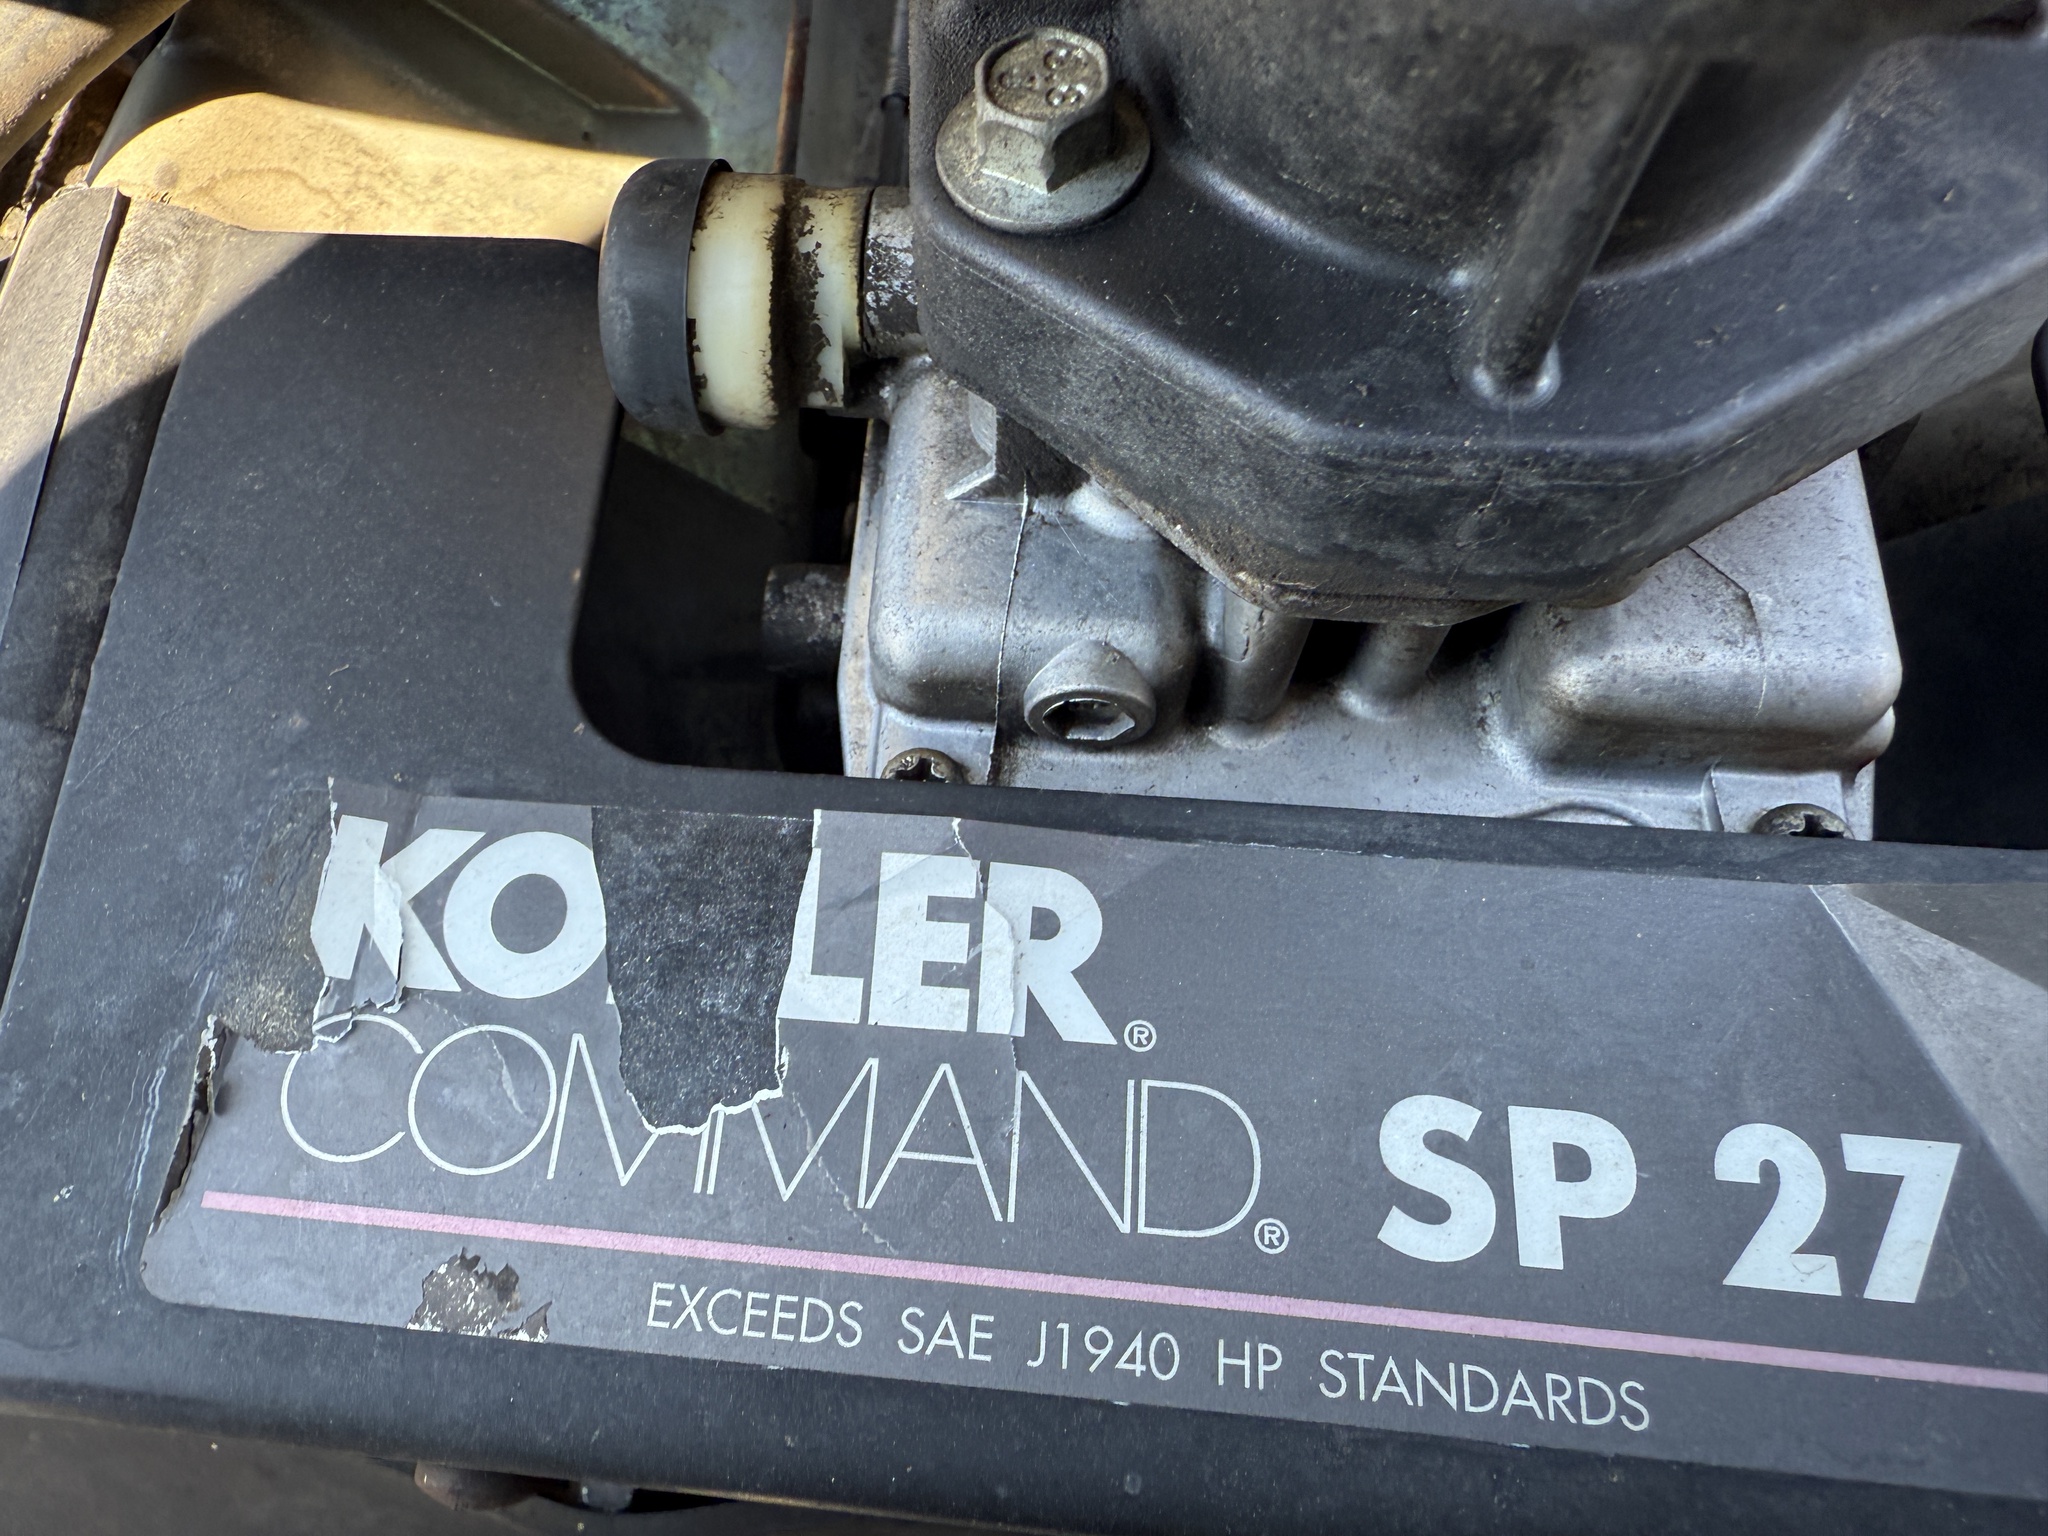 KO LER®
COMMAND® SP 27
EXCEEDS SAE J1940 HP STANDARDS